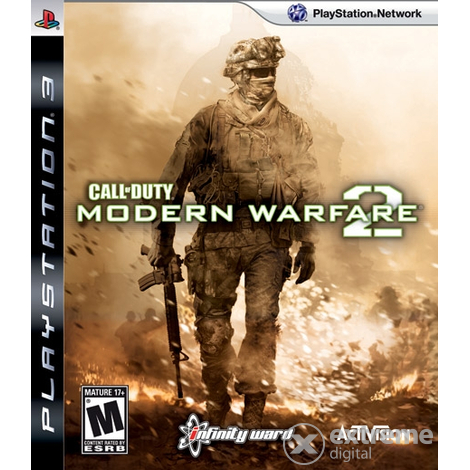 PlayStation Network
PLAYSTATION 3
CALL OF DUTY
MODERN WARFARE 2
MATURE 17+
M
CONTENT RATED BY
ESRB
infinity ward
ACTIVISION
extreme
digital